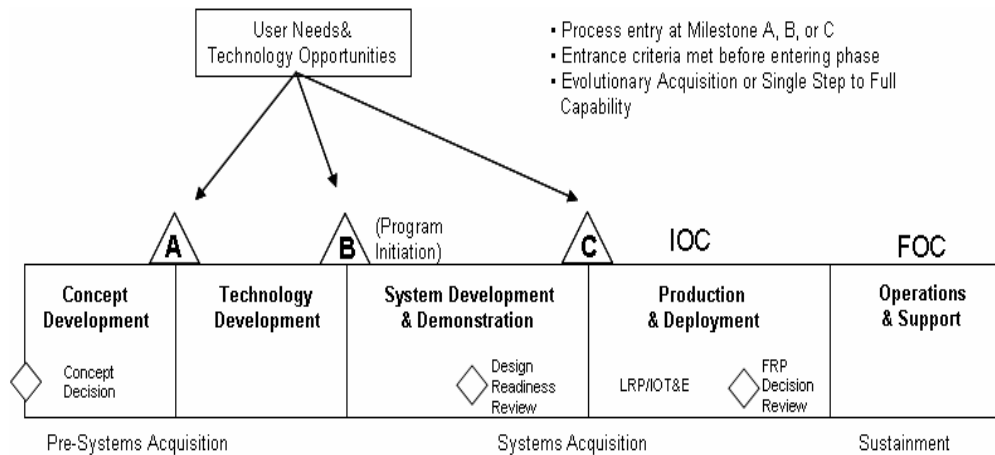 User Needs&
Technology Opportunities
▪ Process entry at Milestone A, B, or C
▪ Entrance criteria met before entering phase
▪ Evolutionary Acquisition or Single Step to Full
Capability
A
B
(Program
Initiation)
C
IOC
FOC
Concept
Development
Technology
Development
System Development
& Demonstration
Production
& Deployment
Operations
& Support
Concept
Decision
Design
Readiness
Review
LRP/IOT&E
FRP
Decision
Review
Pre-Systems Acquisition
Systems Acquisition
Sustainment